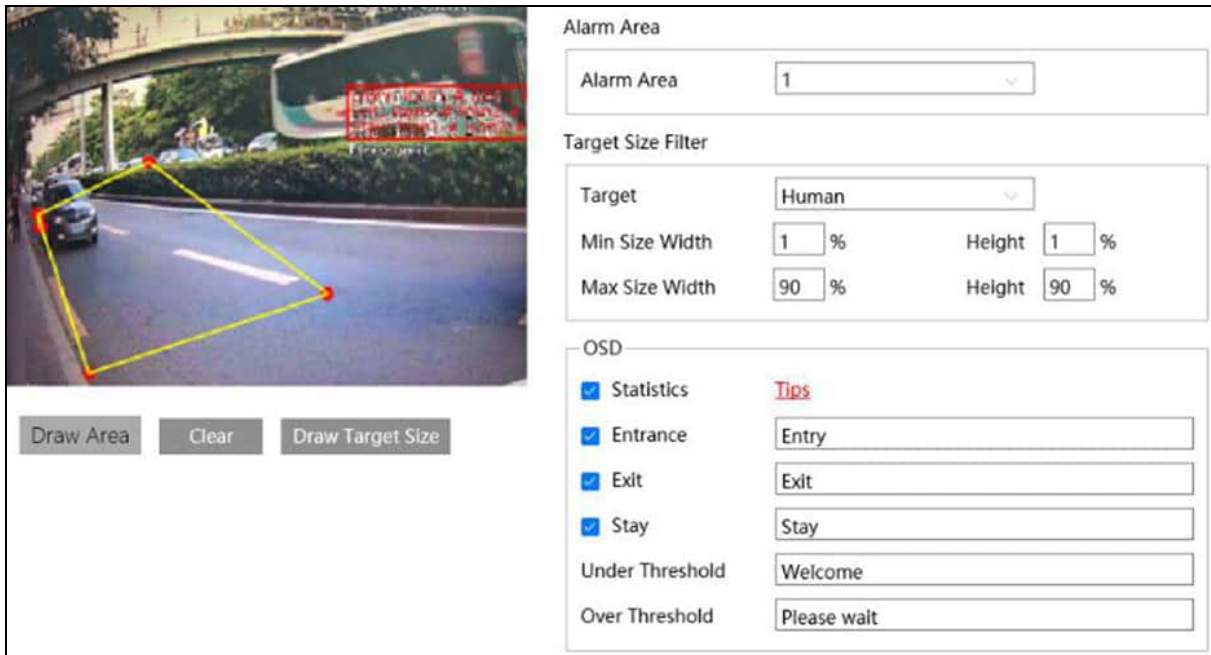 Alarm Area
Alarm Area 1
Target Size Filter
Target Human
Min Size Width 1 % Height 1 %
Max Size Width 90 % Height 90 %
OSD
Statistics Tips
Entrance Entry
Exit Exit
Stay Stay
Under Threshold Welcome
Over Threshold Please wait
Draw Area Clear Draw Target Size